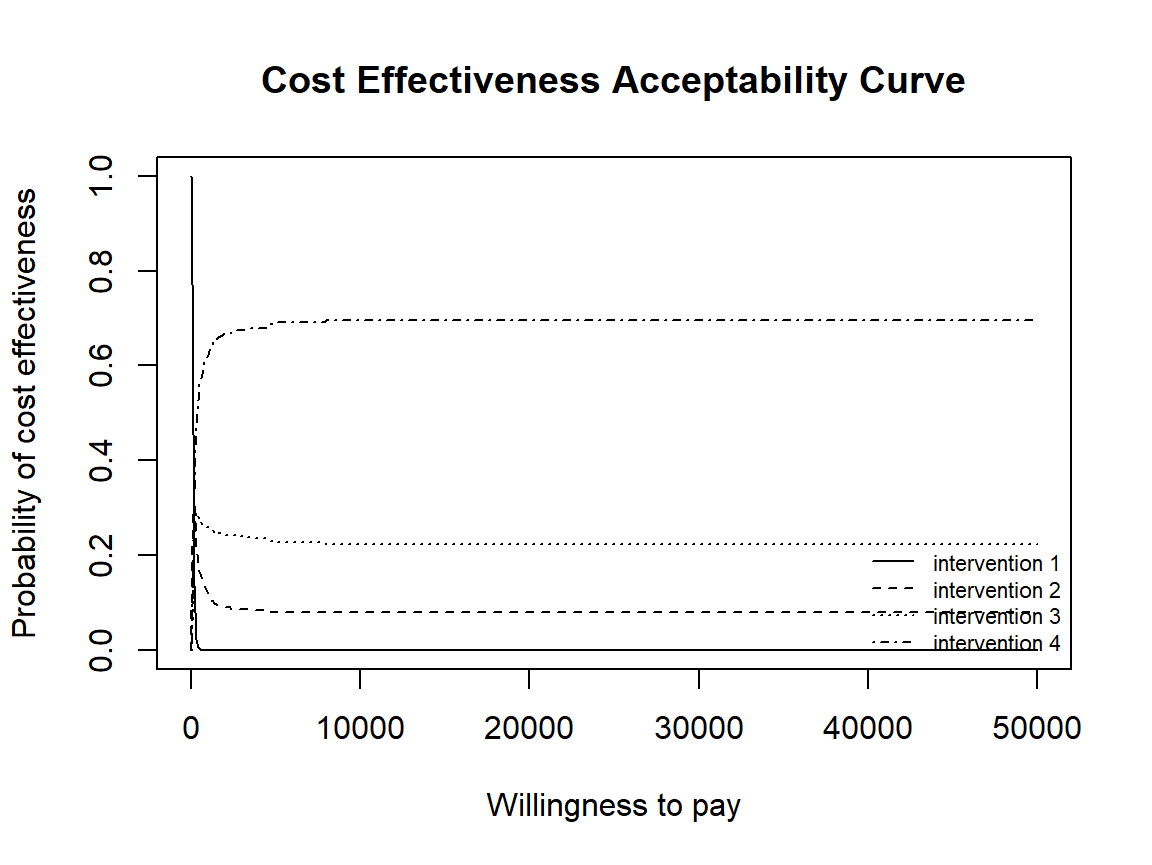 Cost Effectiveness Acceptability Curve
Probability of cost effectiveness
1.0
0.8
0.6
0.4
0.2
0.0
intervention 1
intervention 2
intervention 3
intervention 4
0 10000 20000 30000 40000 50000
Willingness to pay